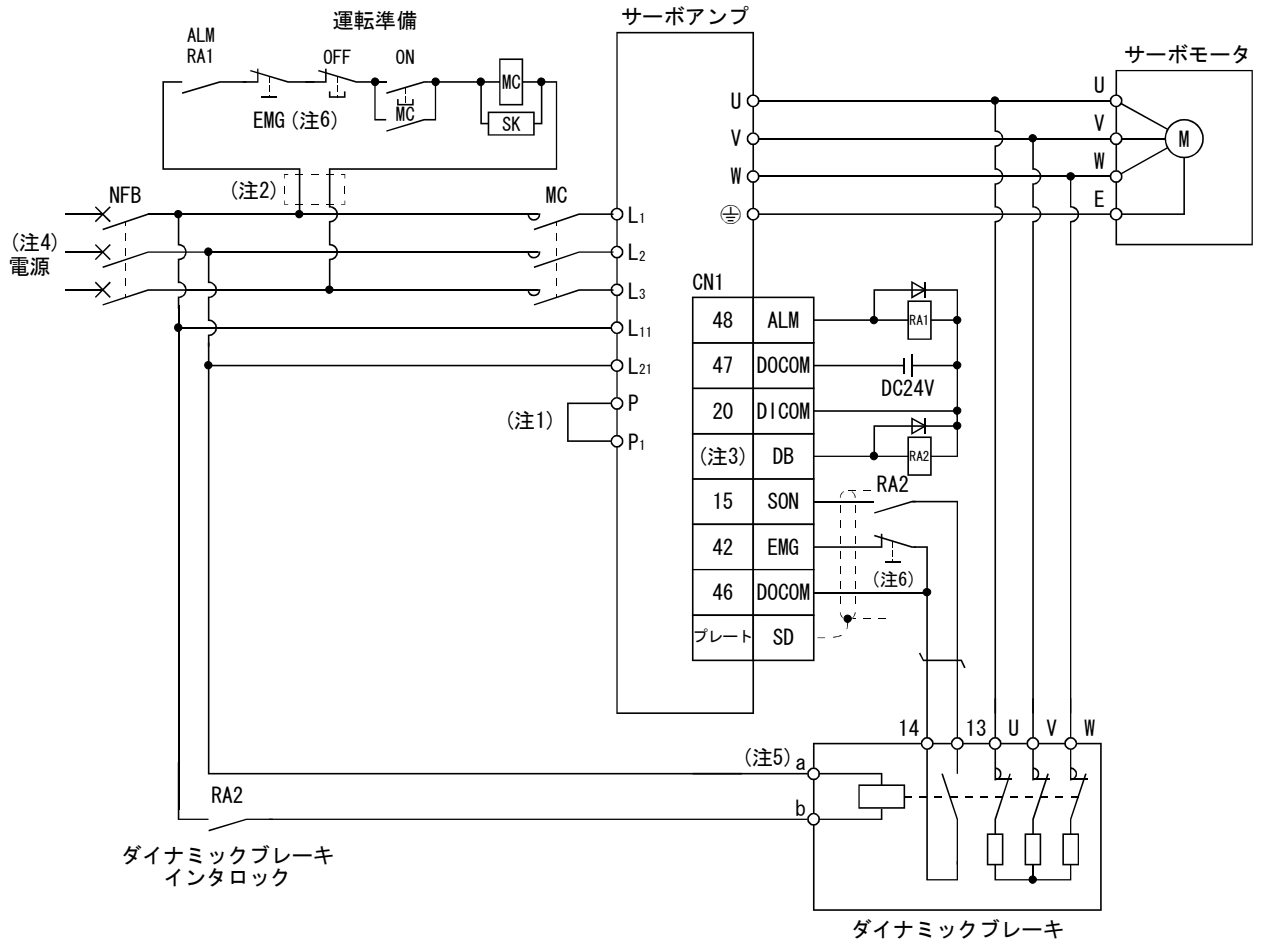 運転準備
サーボアンプ
ALM
RA1
OFF
ON
サーボモータ
MC
MC
SK
EMG(注6)
U
V
W
U
V
W
E
M
(注2)
NFB
MC
(注4)
電源
L1
L2
L3
L11
L21
P
P1
(注1)
CN1
48 ALM
47 DOCOM
20 DICOM
(注3) DB
15 SON
42 EMG
46 DOCOM
プレート SD
RA1
DC24V
RA2
RA2
(注6)
14 13 U V W
(注5) a
b
RA2
ダイナミックブレーキ
インタロック
ダイナミックブレーキ